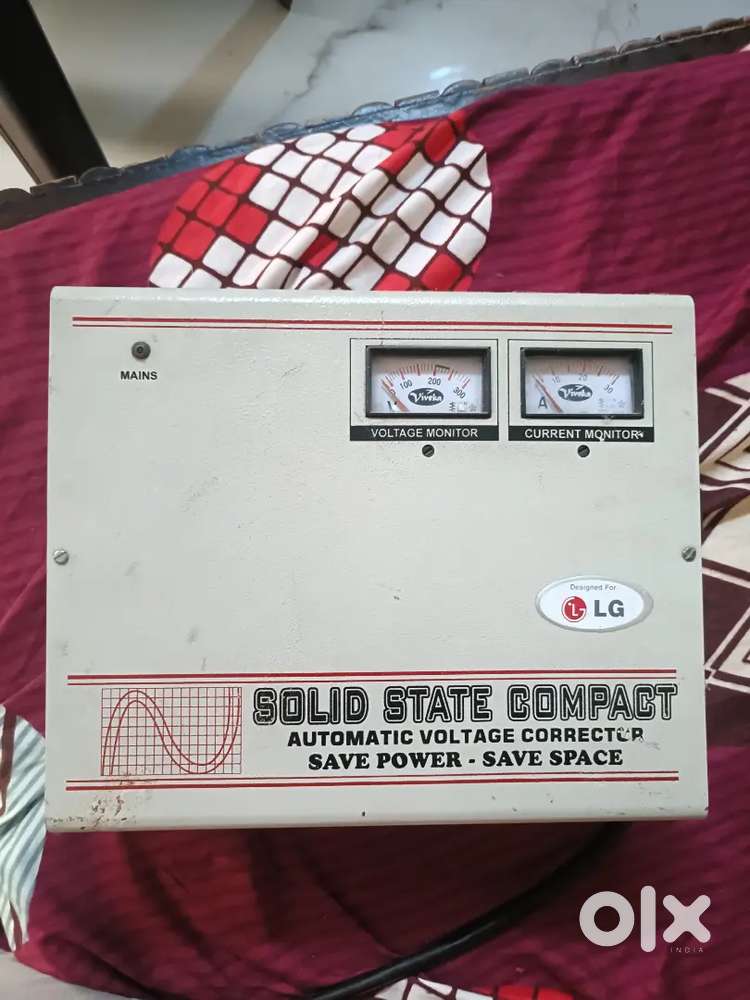 MAINS
100 200 300
V
Viveka
VOLTAGE MONITOR
10 20 30
A
Viveka
CURRENT MONITOR
Designed For
LG
SOLID STATE COMPACT
AUTOMATIC VOLTAGE CORRECTOR
SAVE POWER - SAVE SPACE
olx
INDIA